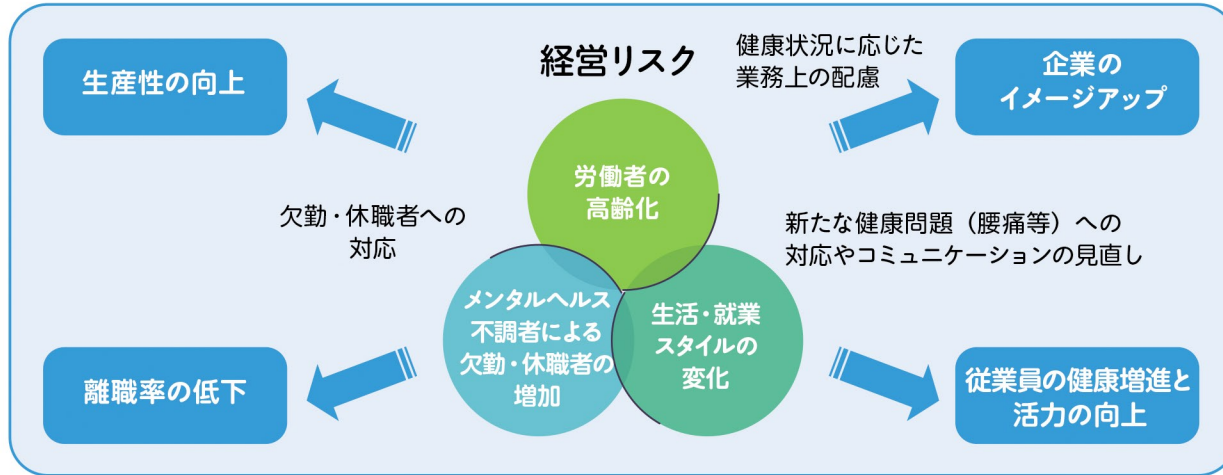 経営リスク
生産性の向上
健康状況に応じた
業務上の配慮
企業の
イメージアップ
労働者の
高齢化
欠勤・休職者への
対応
新たな健康問題（腰痛等）への
対応やコミュニケーションの見直し
メンタルヘルス
不調者による
欠勤・休職者の
増加
生活・就業
スタイルの
変化
離職率の低下
従業員の健康増進と
活力の向上